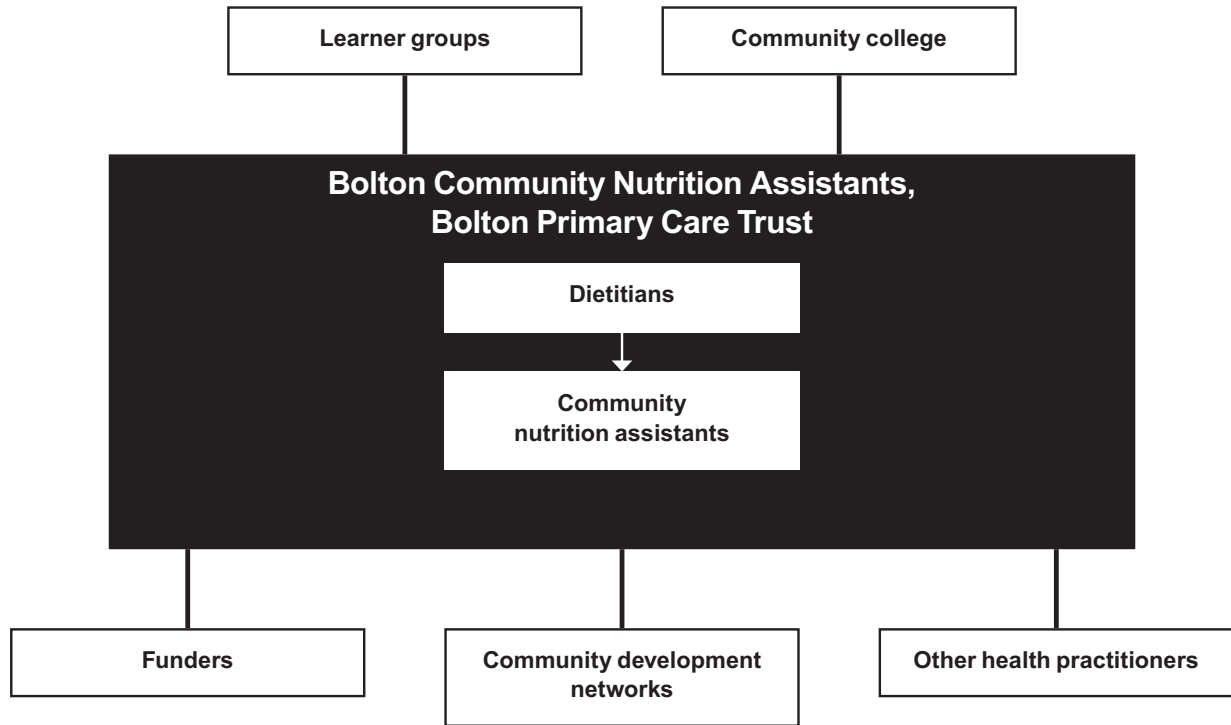 Learner groups
Community college
Bolton Community Nutrition Assistants,
Bolton Primary Care Trust
Dietitians
Community
nutrition assistants
Funders
Community development
networks
Other health practitioners